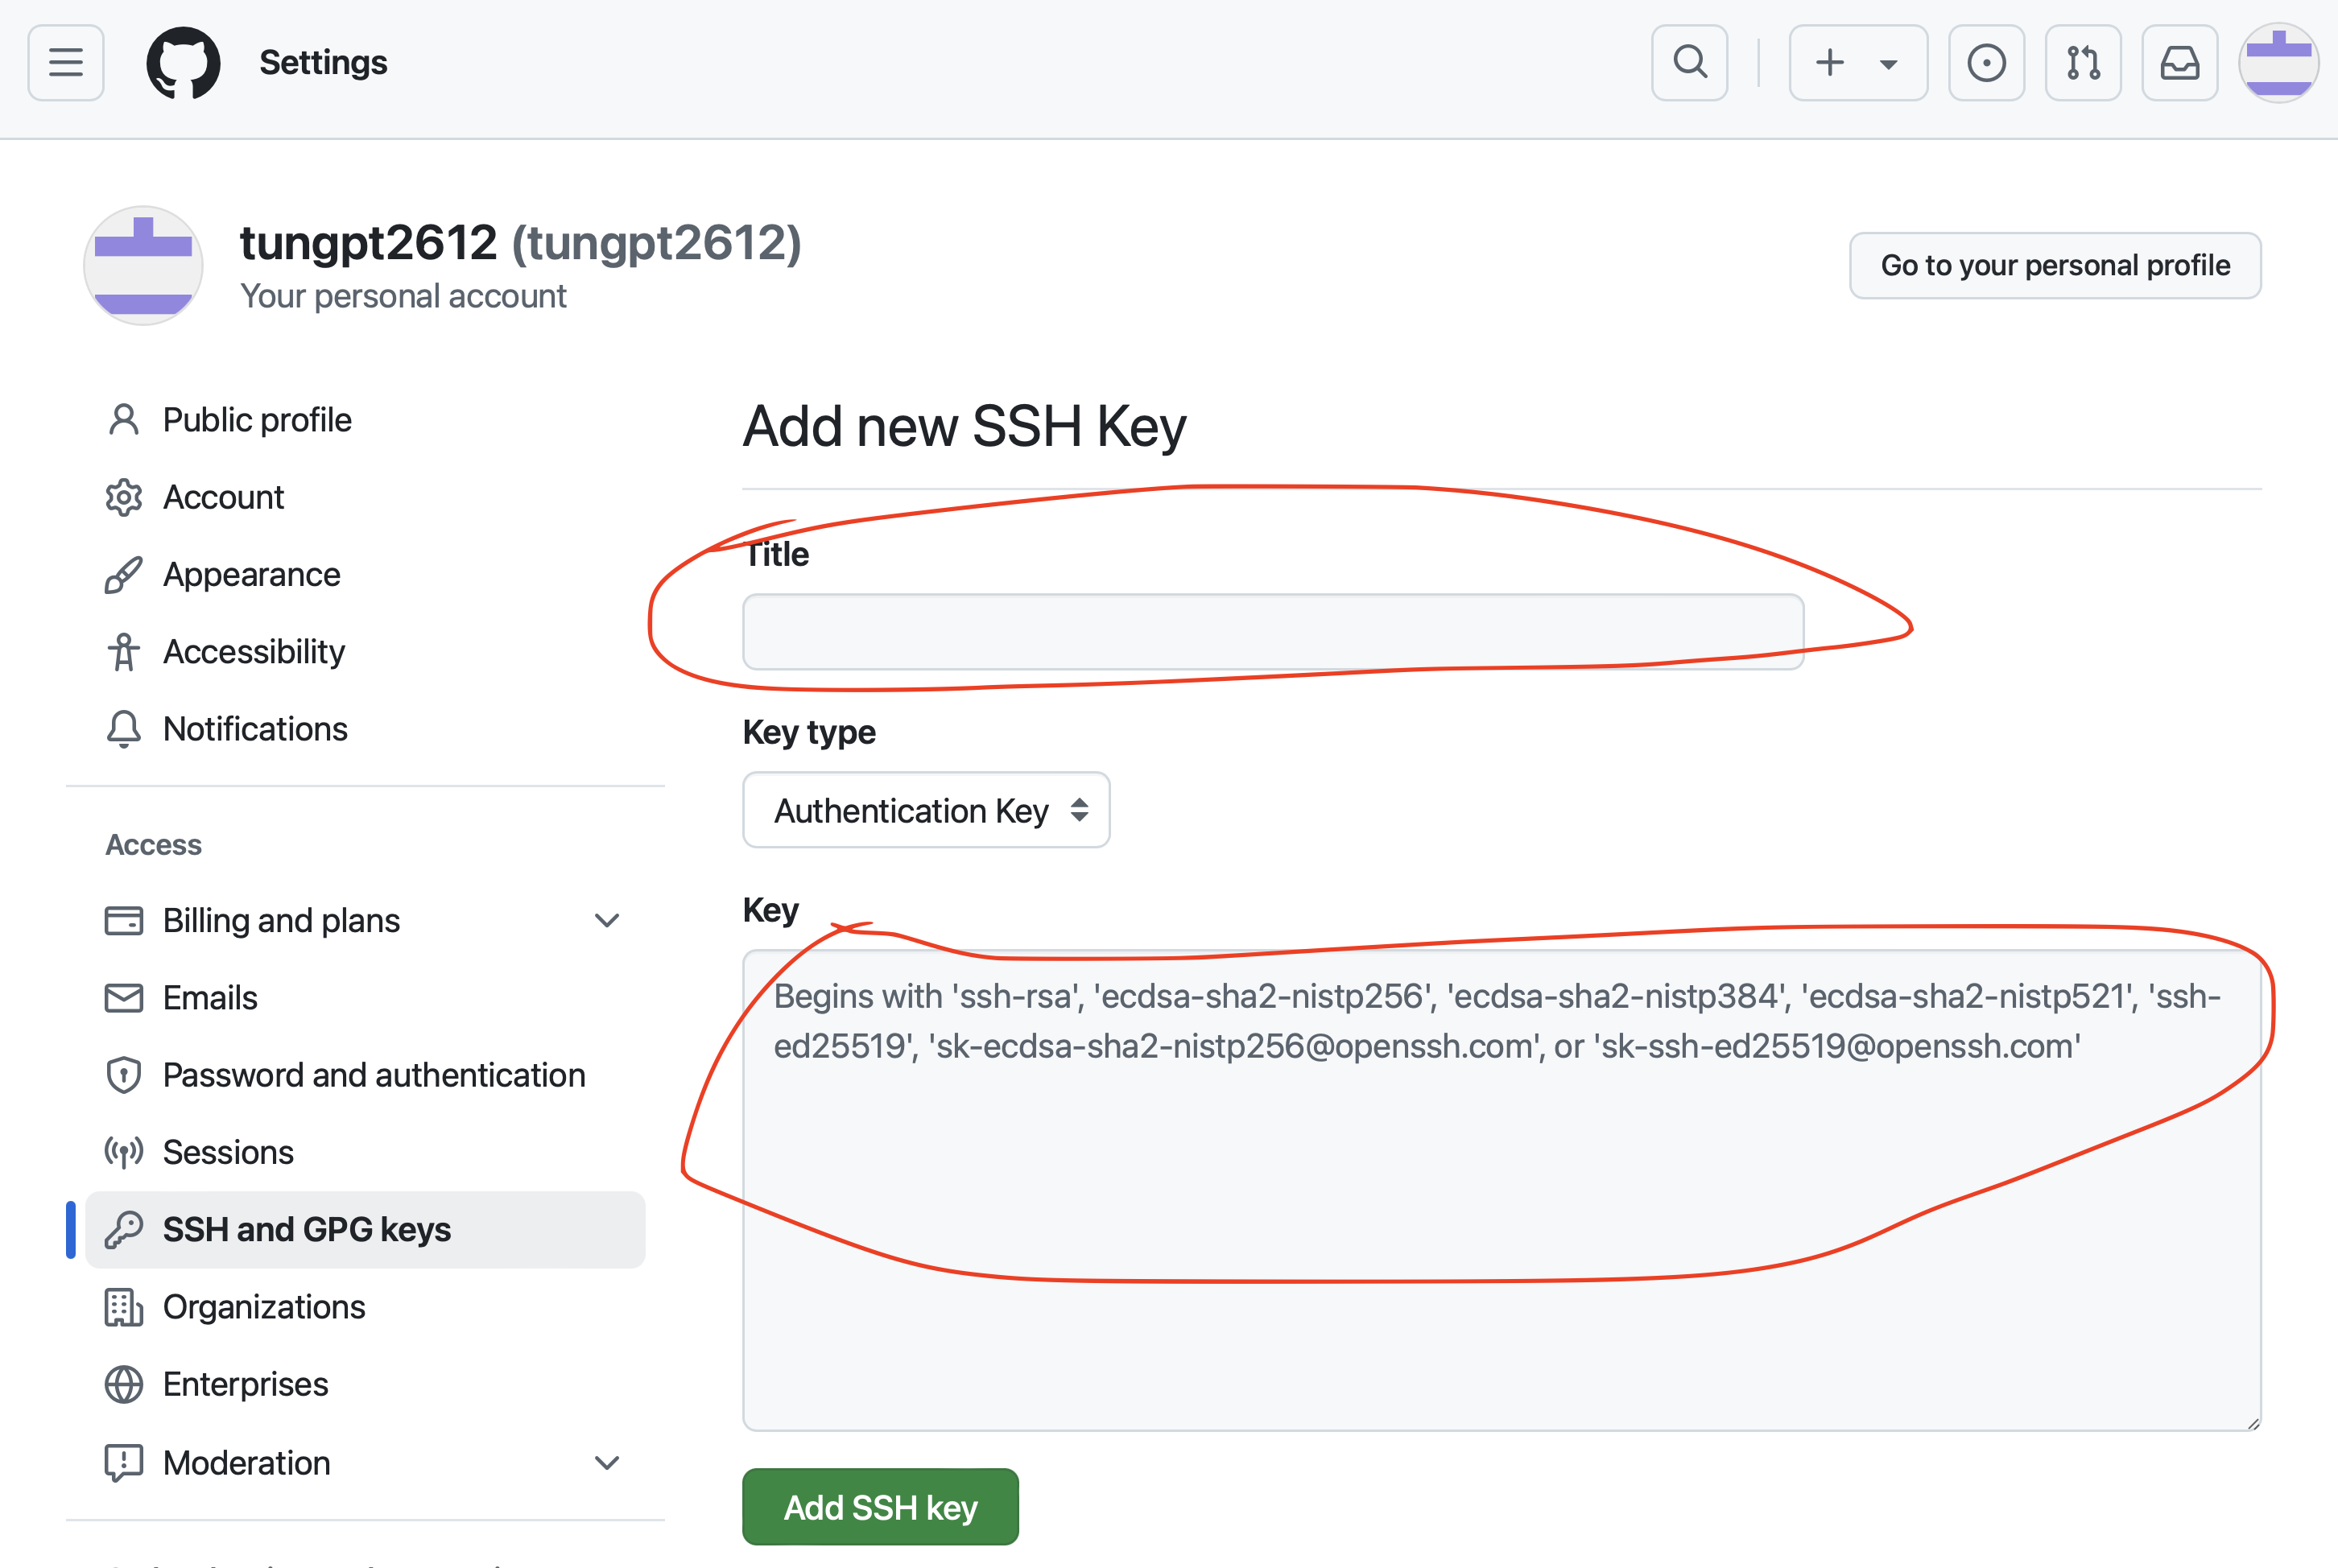 Settings
tungpt2612 (tungpt2612)
Your personal account
Go to your personal profile
Public profile
Account
Appearance
Accessibility
Notifications
Access
Billing and plans
Emails
Password and authentication
Sessions
SSH and GPG keys
Organizations
Enterprises
Moderation
Add new SSH Key
Title
Key type
Authentication Key
Key
Begins with 'ssh-rsa', 'ecdsa-sha2-nistp256', 'ecdsa-sha2-nistp384', 'ecdsa-sha2-nistp521', 'ssh-
ed25519', 'sk-ecdsa-sha2-nistp256@openssh.com', or 'sk-ssh-ed25519@openssh.com'
Add SSH key